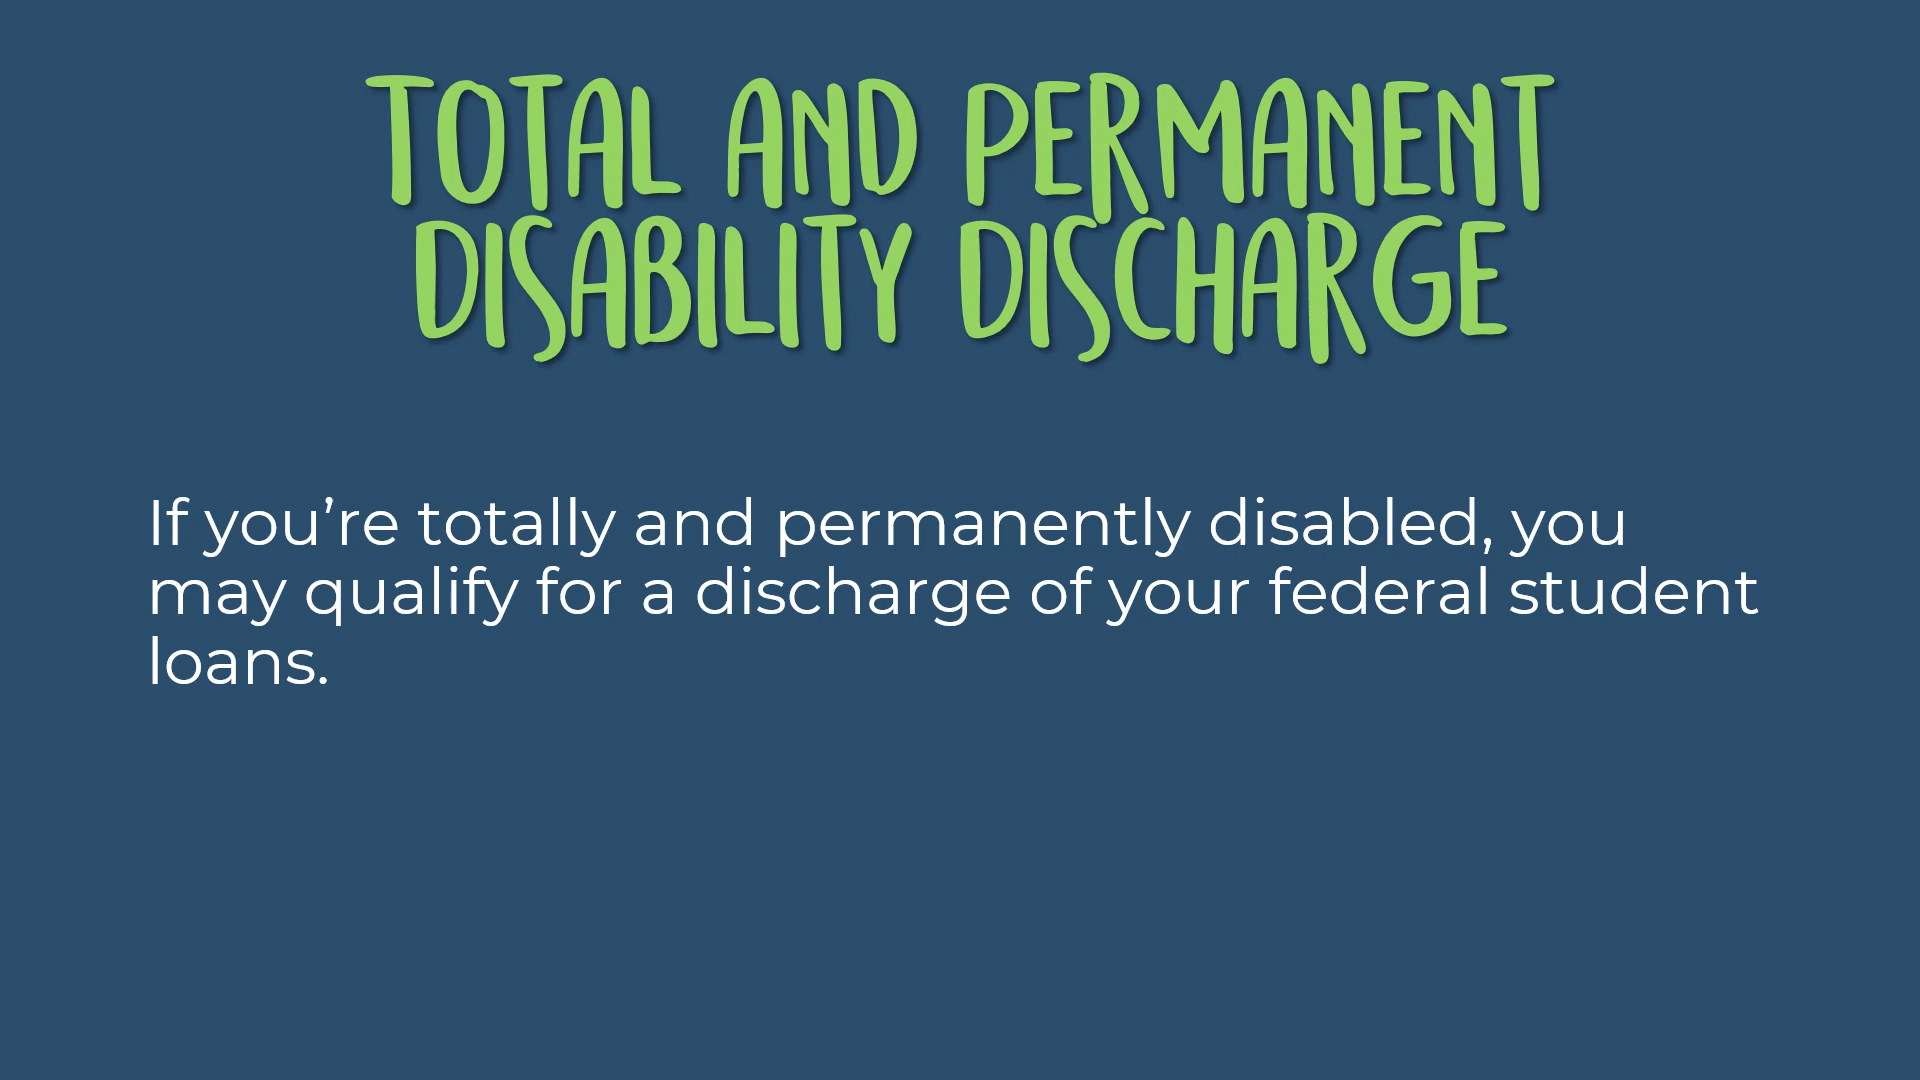 TOTAL AND PERMANENT
DISABILITY DISCHARGE
If you’re totally and permanently disabled, you
may qualify for a discharge of your federal student
loans.